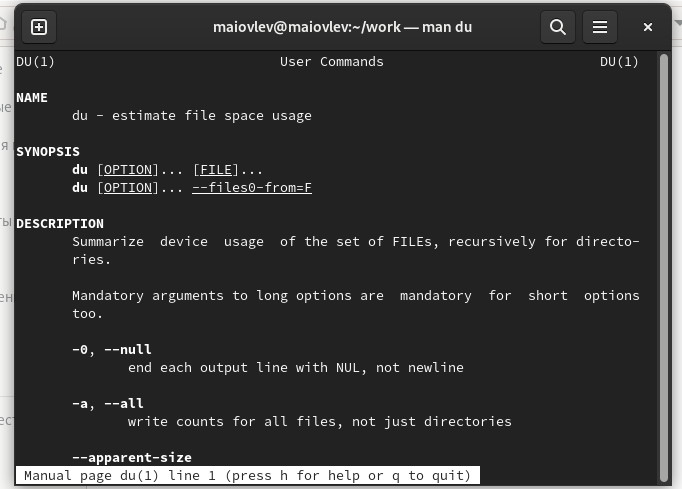 maiovlev@maiovlev:~/work — man du
DU(1) User Commands DU(1)
NAME
du - estimate file space usage
SYNOPSIS
du [OPTION]... [FILE]...
du [OPTION]... --files0-from=F
DESCRIPTION
Summarize device usage of the set of FILEs, recursively for directo-
ries.
Mandatory arguments to long options are mandatory for short options
too.
-0, --null
end each output line with NUL, not newline
-a, --all
write counts for all files, not just directories
--apparent-size
Manual page du(1) line 1 (press h for help or q to quit)